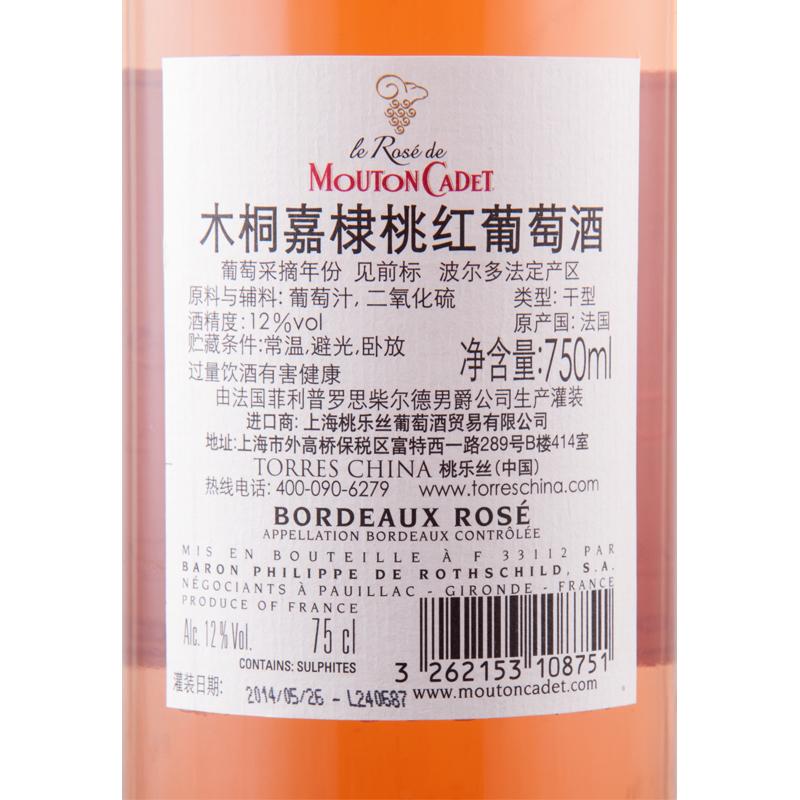 le Rosé de
MOUTON CADET
木桐嘉棣桃红葡萄酒
葡萄采摘年份 见前标 波尔多法定产区
原料与辅料: 葡萄汁, 二氧化硫 类型: 干型
酒精度: 12%vol 原产国: 法国
贮藏条件: 常温, 避光, 卧放 净含量: 750ml
过量饮酒有害健康
由法国菲利普罗思柴尔德男爵公司生产灌装
进口商: 上海桃乐丝葡萄酒贸易有限公司
地址: 上海市外高桥保税区富特西一路289号B楼414室
TORRES CHINA 桃乐丝(中国)
热线电话: 400-090-6279 www.torreschina.com
BORDEAUX ROSÉ
APPELLATION BORDEAUX CONTRÔLÉE
MIS EN BOUTEILLE À F 33112 PAR
BARON PHILIPPE DE ROTHSCHILD, S.A.
NÉGOCIANTS À PAUILLAC - GIRONDE - FRANCE
PRODUCE OF FRANCE
Alc. 12% Vol. 75 cl
CONTAINS: SULPHITES
3 262153 108751
灌装日期: 2014/05/26 - L240687
www.moutoncadet.com